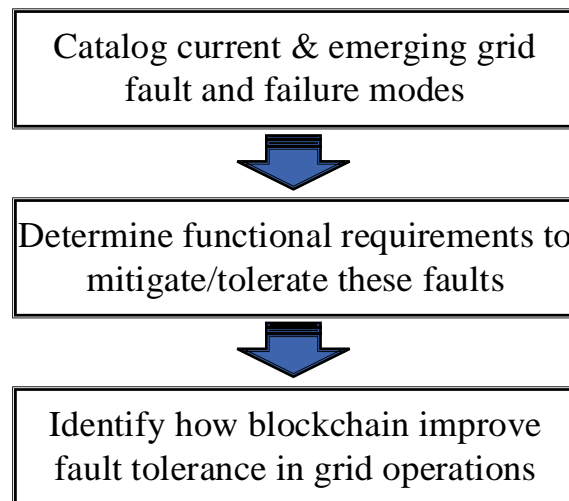 Catalog current & emerging grid
fault and failure modes
Determine functional requirements to
mitigate/tolerate these faults
Identify how blockchain improve
fault tolerance in grid operations